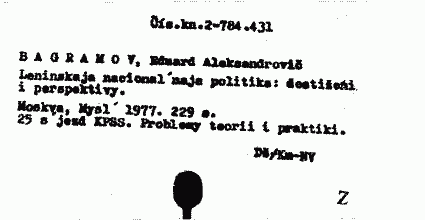 Čís.kn.2-784.431
B A G R A M O V, Eduard Aleksandrovič
Leninskaja nacional´naja politika: dostiženi
i perspektivy.
Moskva, Mysl´ 1977. 229 s.
25 s jezd KPSS. Problemy teorii i praktiki.
Dž/Km-NV
Z